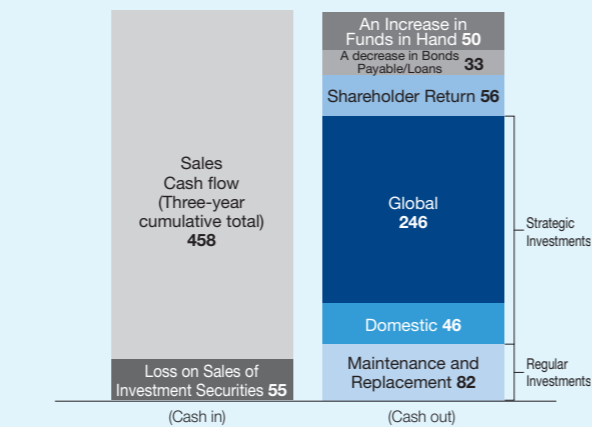 Sales
Cash flow
(Three-year
cumulative total)
458
Loss on Sales of
Investment Securities 55
(Cash in)
An Increase in
Funds in Hand 50
A decrease in Bonds
Payable/Loans 33
Shareholder Return 56
Global
246
Domestic 46
Maintenance and
Replacement 82
(Cash out)
Strategic
Investments
Regular
Investments